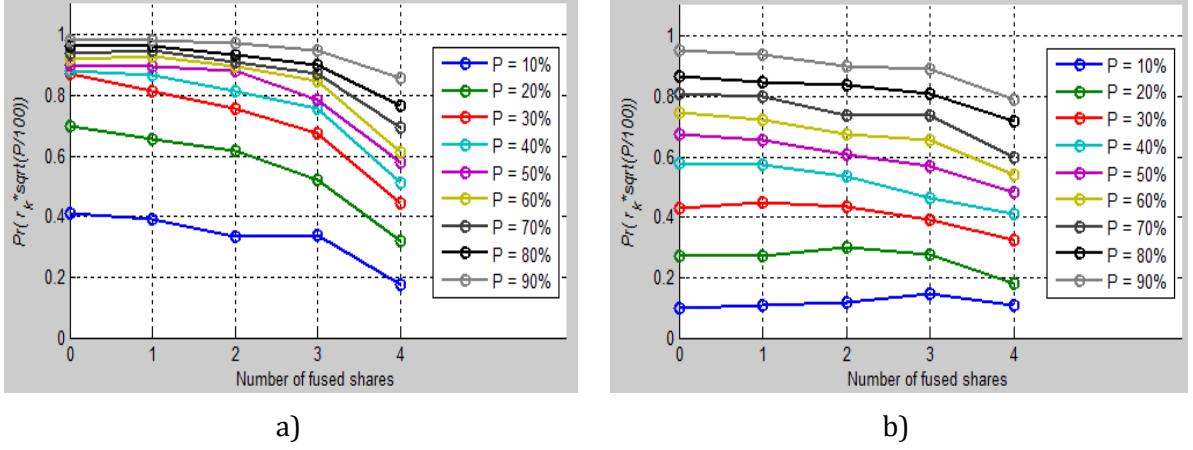 1
0.8
0.6
0.4
0.2
0
Pr( r_k*sqrt(P/100))
0 1 2 3 4
Number of fused shares
P = 10%
P = 20%
P = 30%
P = 40%
P = 50%
P = 60%
P = 70%
P = 80%
P = 90%
a)
1
0.8
0.6
0.4
0.2
0
Pr( r_k*sqrt(P/100))
0 1 2 3 4
Number of fused shares
P = 10%
P = 20%
P = 30%
P = 40%
P = 50%
P = 60%
P = 70%
P = 80%
P = 90%
b)